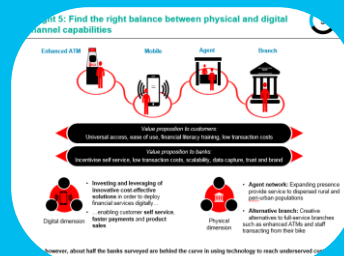 ght 5: Find the right balance between physical and digital
hannel capabilities
Enhanced ATM
Mobile
Agent
Branch
Value proposition to customers:
Universal access, ease of use, financial literacy training, low transaction costs
Value proposition to banks:
Incentivise self service, low transaction costs, scalability, data capture, trust and brand
Digital dimension
• Investing and leveraging of
innovative cost-effective
solutions in order to deploy
financial services digitally…
• …enabling customer self service,
faster payments and product
sales
Physical
dimension
• Agent network: Expanding presence
provide service to dispersed rural and
peri-urban populations
• Alternative branch: Creative
alternatives to full-service branches
such as enhanced ATMs and staff
transacting from their bike
however, about half the banks surveyed are behind the curve in using technology to reach underserved cu